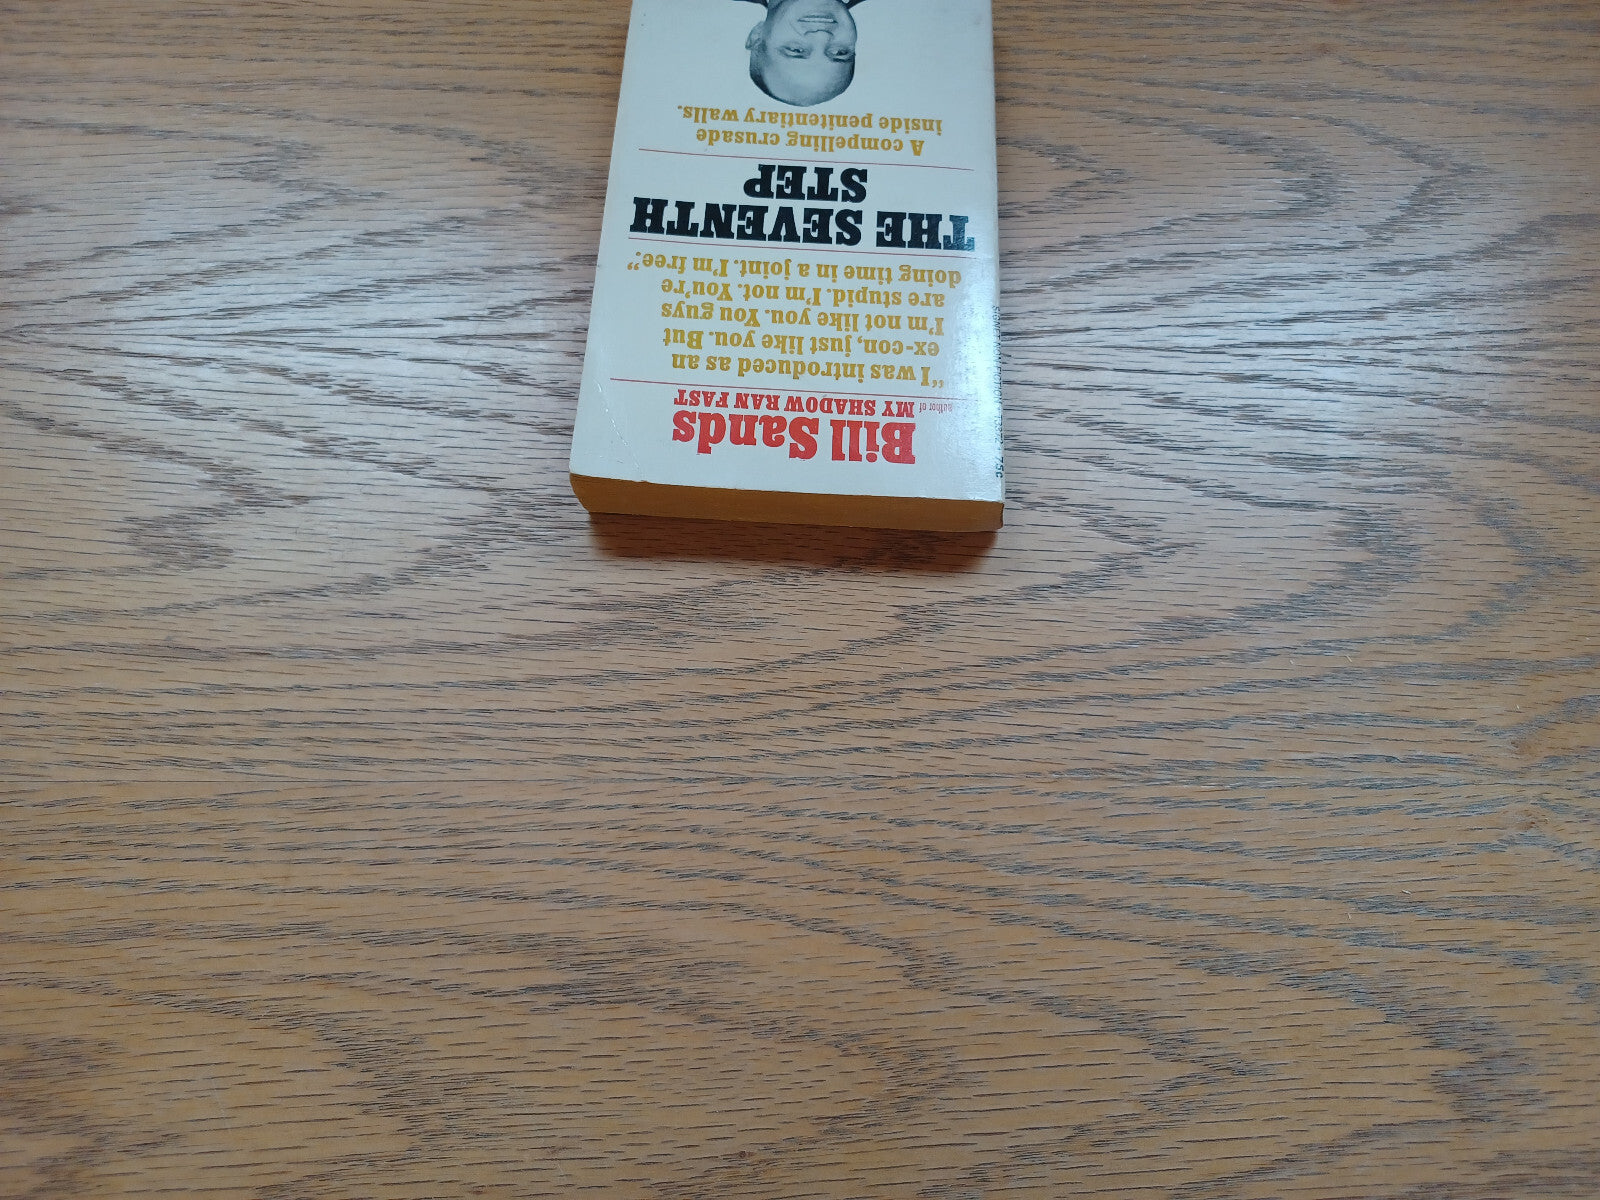 Bill Sands
author of MY SHADOW RAN FAST
“I was introduced as an
ex-con, just like you. But
I'm not like you. You guys
are stupid. I'm not. You're
doing time in a joint. I'm free.”
THE SEVENTH
STEP
A compelling crusade
inside penitentiary walls.
75c